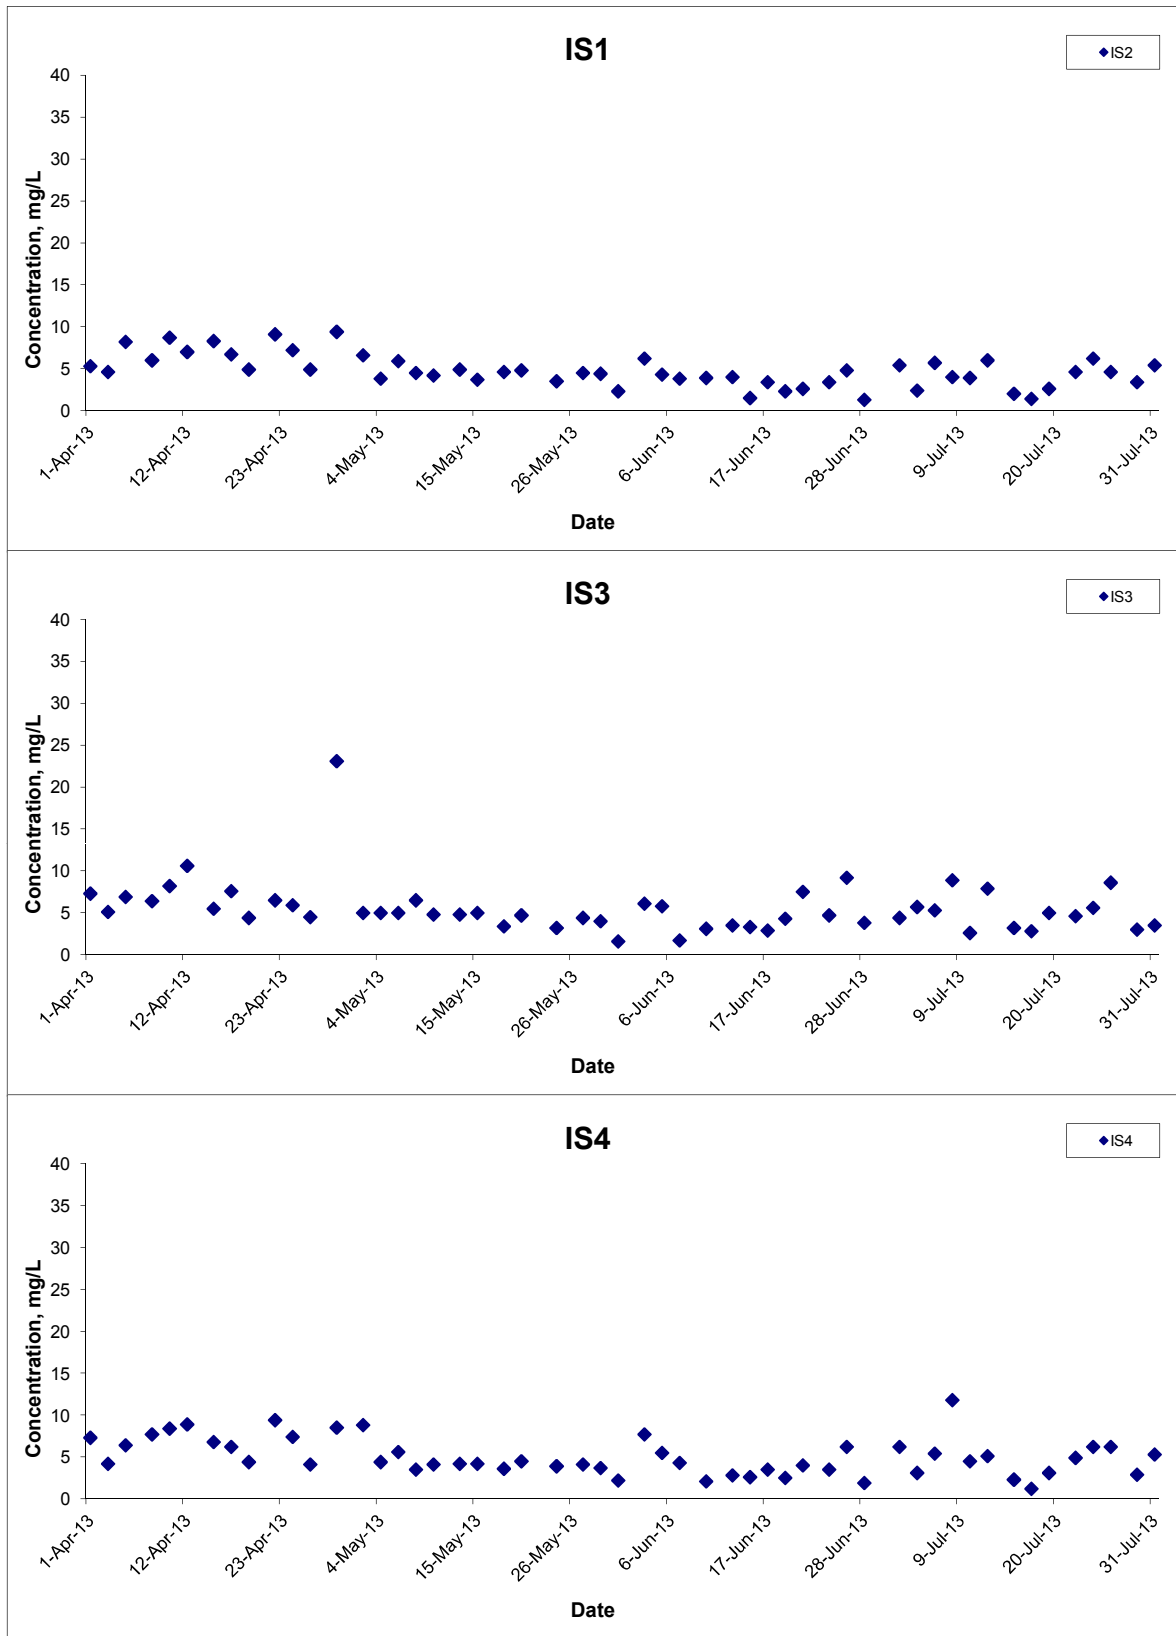 IS1
IS2
Concentration, mg/L
40
35
30
25
20
15
10
5
0
1-Apr-13
12-Apr-13
23-Apr-13
4-May-13
15-May-13
26-May-13
6-Jun-13
17-Jun-13
28-Jun-13
9-Jul-13
20-Jul-13
31-Jul-13
Date
IS3
IS3
Concentration, mg/L
40
35
30
25
20
15
10
5
0
1-Apr-13
12-Apr-13
23-Apr-13
4-May-13
15-May-13
26-May-13
6-Jun-13
17-Jun-13
28-Jun-13
9-Jul-13
20-Jul-13
31-Jul-13
Date
IS4
IS4
Concentration, mg/L
40
35
30
25
20
15
10
5
0
1-Apr-13
12-Apr-13
23-Apr-13
4-May-13
15-May-13
26-May-13
6-Jun-13
17-Jun-13
28-Jun-13
9-Jul-13
20-Jul-13
31-Jul-13
Date